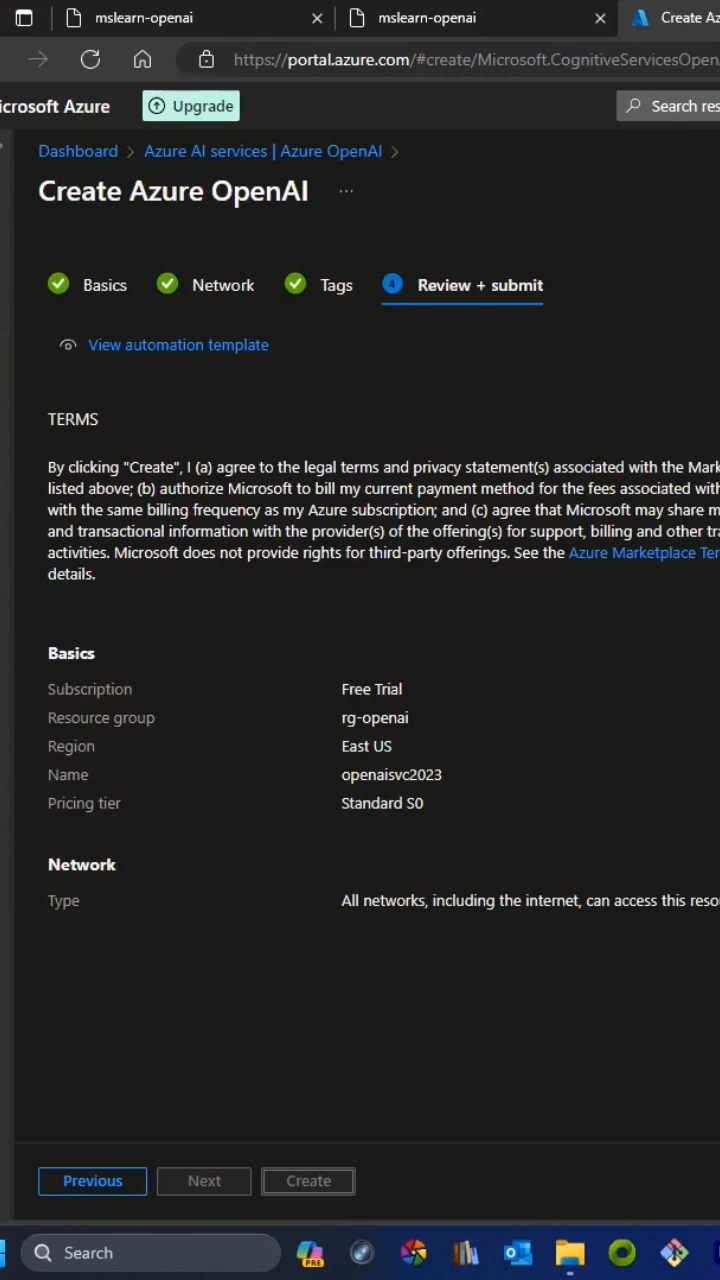 mslearn-openai
mslearn-openai
Create Azu
https://portal.azure.com/#create/Microsoft.CognitiveServicesOpen
icrosoft Azure
Upgrade
Search res
Dashboard > Azure AI services | Azure OpenAI >
Create Azure OpenAI ...
Basics
Network
Tags
4 Review + submit
View automation template
TERMS
By clicking "Create", I (a) agree to the legal terms and privacy statement(s) associated with the Mark
listed above; (b) authorize Microsoft to bill my current payment method for the fees associated with
with the same billing frequency as my Azure subscription; and (c) agree that Microsoft may share m
and transactional information with the provider(s) of the offering(s) for support, billing and other tra
activities. Microsoft does not provide rights for third-party offerings. See the Azure Marketplace Ter
details.
Basics
Subscription Free Trial
Resource group rg-openai
Region East US
Name openaisvc2023
Pricing tier Standard S0
Network
Type All networks, including the internet, can access this reso
Previous
Next
Create
Search
PRE